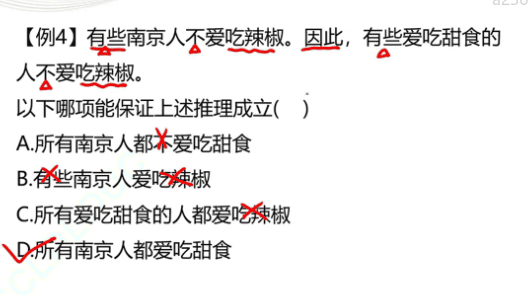 【例4】有些南京人不爱吃辣椒。因此，有些爱吃甜食的
人不爱吃辣椒。
以下哪项能保证上述推理成立(    )
A.所有南京人都不爱吃甜食
B.有些南京人爱吃辣椒
C.所有爱吃甜食的人都爱吃辣椒
D.所有南京人都爱吃甜食